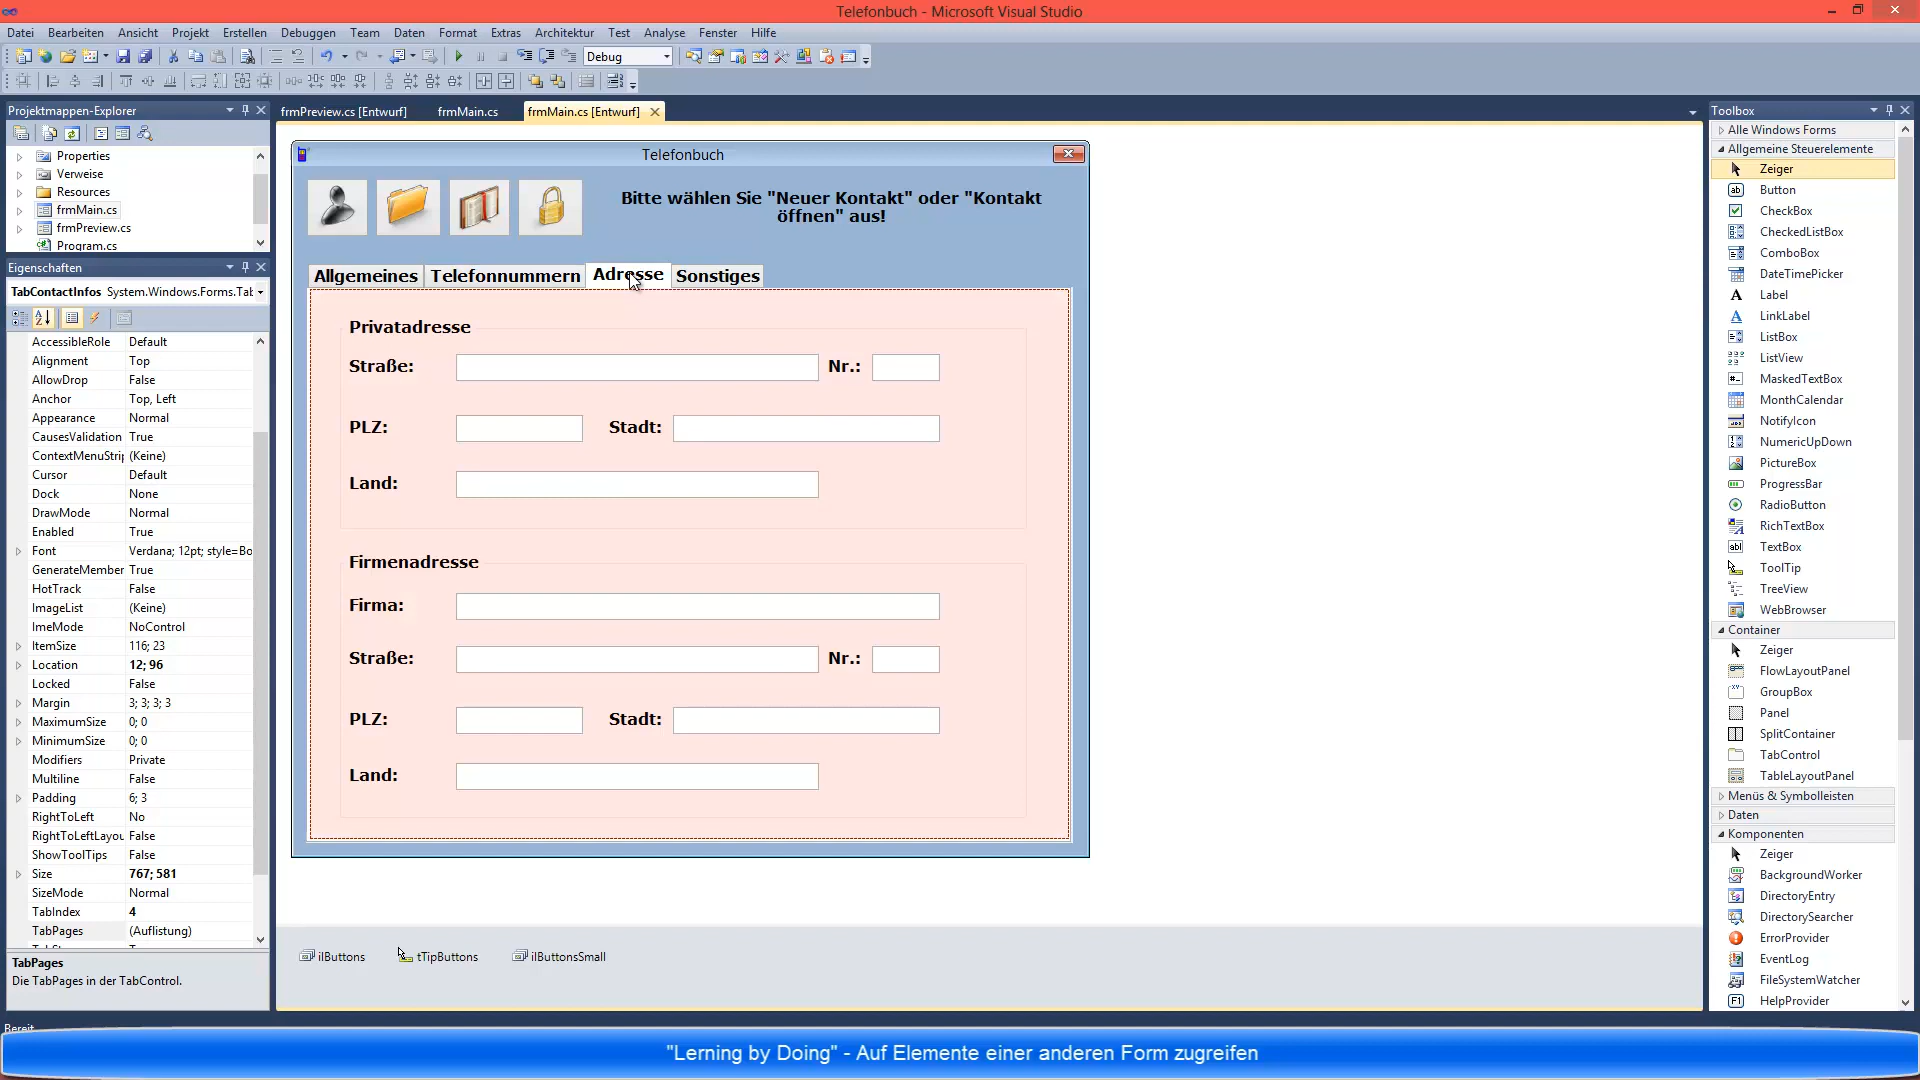 Telefonbuch - Microsoft Visual Studio
Datei Bearbeiten Ansicht Projekt Erstellen Debuggen Team Daten Format Extras Architektur Test Analyse Fenster Hilfe
Debug
Projektmappen-Explorer
Properties
Verweise
Resources
frmMain.cs
frmPreview.cs
Program.cs
Eigenschaften
TabContactInfos System.Windows.Forms.Tab
AccessibleRole Default
Alignment Top
AllowDrop False
Anchor Top, Left
Appearance Normal
CausesValidation True
ContextMenuStrip (Keine)
Cursor Default
Dock None
DrawMode Normal
Enabled True
Font Verdana; 12pt; style=Bo
GenerateMember True
HotTrack False
ImageList (Keine)
ImeMode NoControl
ItemSize 116; 23
Location 12; 96
Locked False
Margin 3; 3; 3; 3
MaximumSize 0; 0
MinimumSize 0; 0
Modifiers Private
Multiline False
Padding 6; 3
RightToLeft No
RightToLeftLayou False
ShowToolTips False
Size 767; 581
SizeMode Normal
TabIndex 4
TabPages (Auflistung)
TabPages
Die TabPages in der TabControl.
Bereit
frmPreview.cs [Entwurf] frmMain.cs frmMain.cs [Entwurf]
Telefonbuch
Bitte wählen Sie "Neuer Kontakt" oder "Kontakt
öffnen" aus!
Allgemeines Telefonnummern Adresse Sonstiges
Privatadresse
Straße: Nr.:
PLZ: Stadt:
Land:
Firmenadresse
Firma:
Straße: Nr.:
PLZ: Stadt:
Land:
ilButtons tTipButtons ilButtonsSmall
Toolbox
Alle Windows Forms
Allgemeine Steuerelemente
Zeiger
Button
CheckBox
CheckedListBox
ComboBox
DateTimePicker
Label
LinkLabel
ListBox
ListView
MaskedTextBox
MonthCalendar
NotifyIcon
NumericUpDown
PictureBox
ProgressBar
RadioButton
RichTextBox
TextBox
ToolTip
TreeView
WebBrowser
Container
Zeiger
FlowLayoutPanel
GroupBox
Panel
SplitContainer
TabControl
TableLayoutPanel
Menüs & Symbolleisten
Daten
Komponenten
Zeiger
BackgroundWorker
DirectoryEntry
DirectorySearcher
ErrorProvider
EventLog
FileSystemWatcher
HelpProvider
"Lerning by Doing" - Auf Elemente einer anderen Form zugreifen